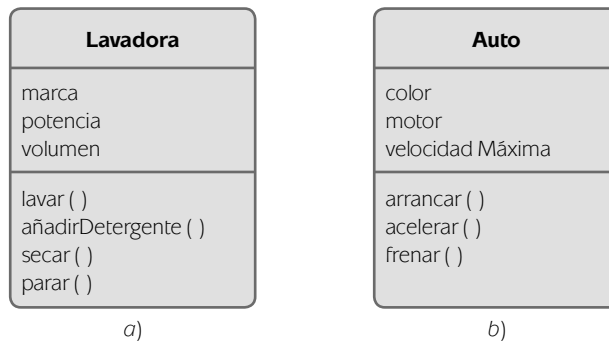 Lavadora
marca
potencia
volumen
lavar ( )
añadirDetergente ( )
secar ( )
parar ( )
a)
Auto
color
motor
velocidad Máxima
arrancar ( )
acelerar ( )
frenar ( )
b)